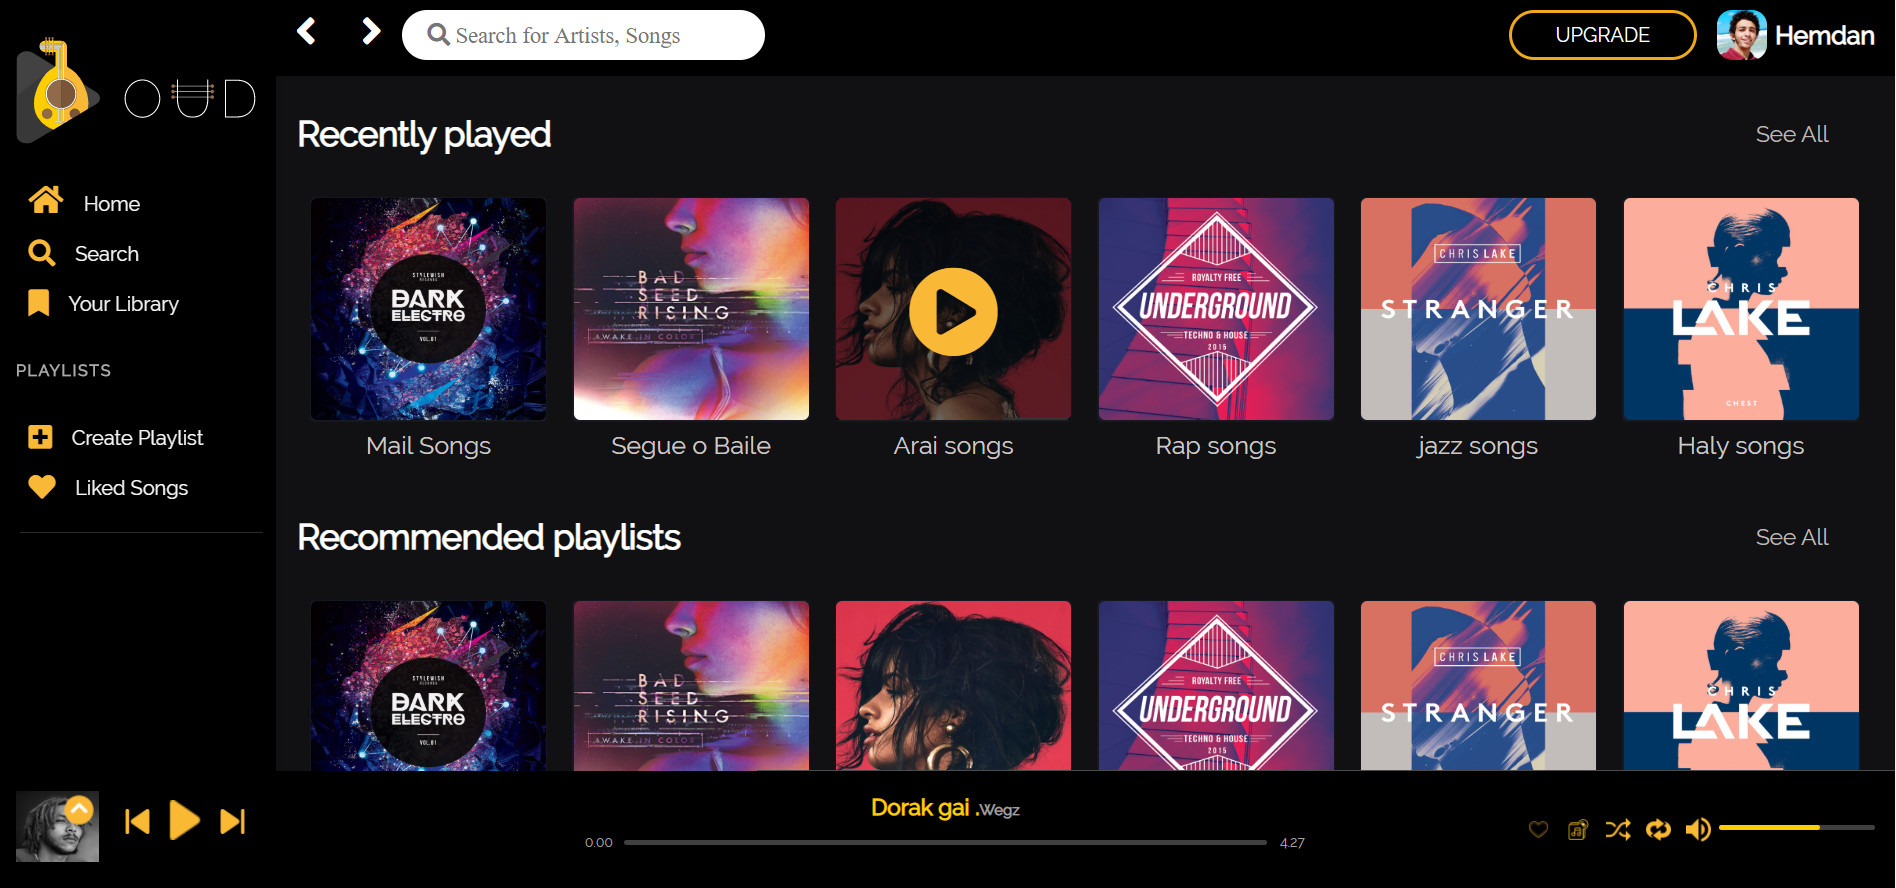 OUD
Search for Artists, Songs
UPGRADE
Hemdan
Home
Search
Your Library
PLAYLISTS
Create Playlist
Liked Songs
Recently played
See All
STYLEWISH
RECORDS
DARK
ELECTRO
VOL.01
BAD
SEED
RISING
AWAKE IN COLOR
ROYALTY FREE
UNDERGROUND
TECHNO & HOUSE
2015
CHRIS LAKE
STRANGER
CHRIS
LAKE
CHEST
Mail Songs
Segue o Baile
Arai songs
Rap songs
jazz songs
Haly songs
Recommended playlists
See All
STYLEWISH
RECORDS
DARK
ELECTRO
VOL.01
BAD
SEED
RISING
AWAKE IN COLOR
ROYALTY FREE
UNDERGROUND
TECHNO & HOUSE
2015
CHRIS LAKE
STRANGER
CHRIS
LAKE
Dorak gai .Wegz
0.00
4.27